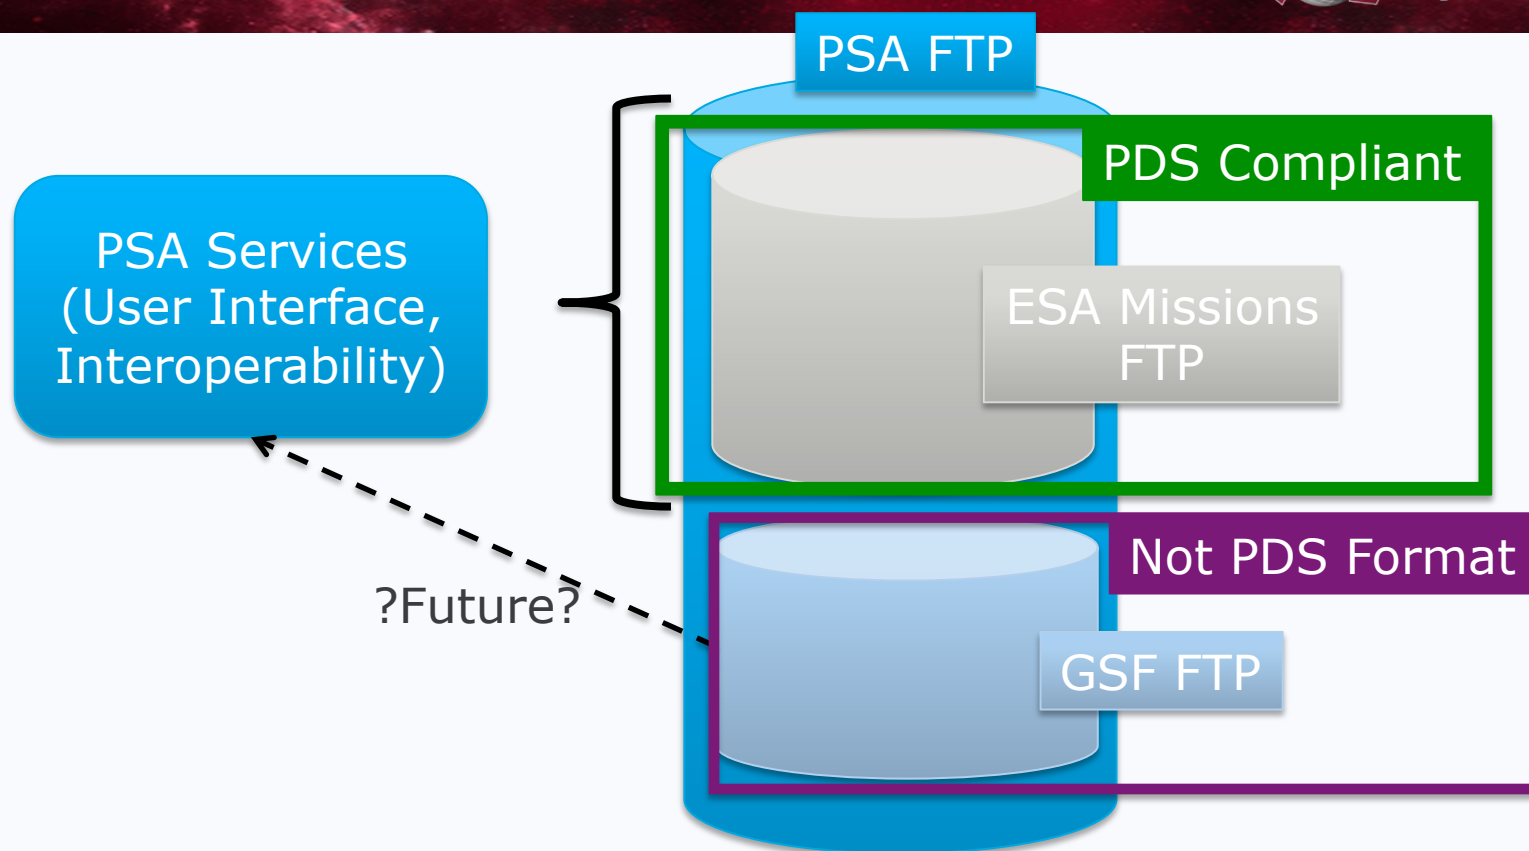 PSA FTP
PDS Compliant
PSA Services
(User Interface,
Interoperability)
ESA Missions
FTP
Not PDS Format
?Future?
GSF FTP